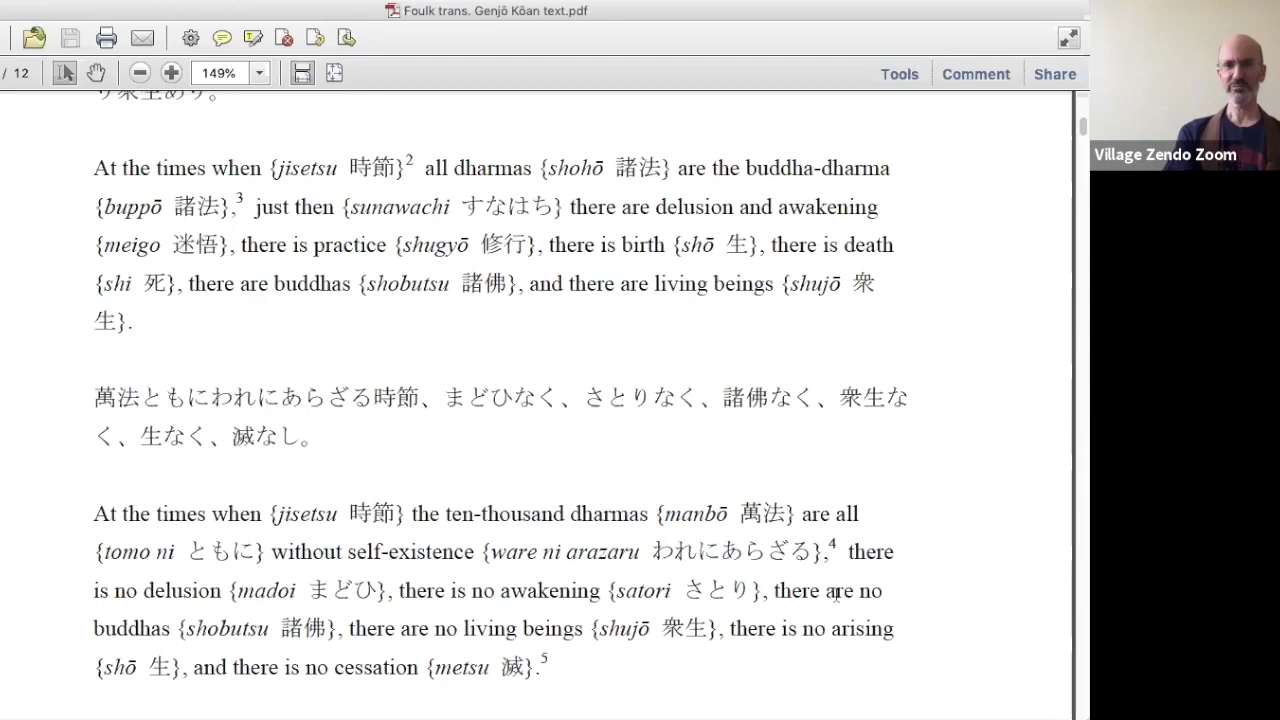 Foulk trans. Genjō Kōan text.pdf
/ 12
149%
Tools
Comment
Share
り衆生あり。
At the times when {jisetsu 時節}2 all dharmas {shohō 諸法} are the buddha-dharma
{buppō 諸法},3 just then {sunawachi すなはち} there are delusion and awakening
{meigo 迷悟}, there is practice {shugyō 修行}, there is birth {shō 生}, there is death
{shi 死}, there are buddhas {shobutsu 諸佛}, and there are living beings {shujō 衆
生}.
萬法ともにわれにあらざる時節、まどひなく、さとりなく、諸佛なく、衆生な
く、生なく、滅なし。
At the times when {jisetsu 時節} the ten-thousand dharmas {manbō 萬法} are all
{tomo ni ともに} without self-existence {ware ni arazaru われにあらざる},4 there
is no delusion {madoi まどひ}, there is no awakening {satori さとり}, there are no
buddhas {shobutsu 諸佛}, there are no living beings {shujō 衆生}, there is no arising
{shō 生}, and there is no cessation {metsu 滅}.5
Village Zendo Zoom